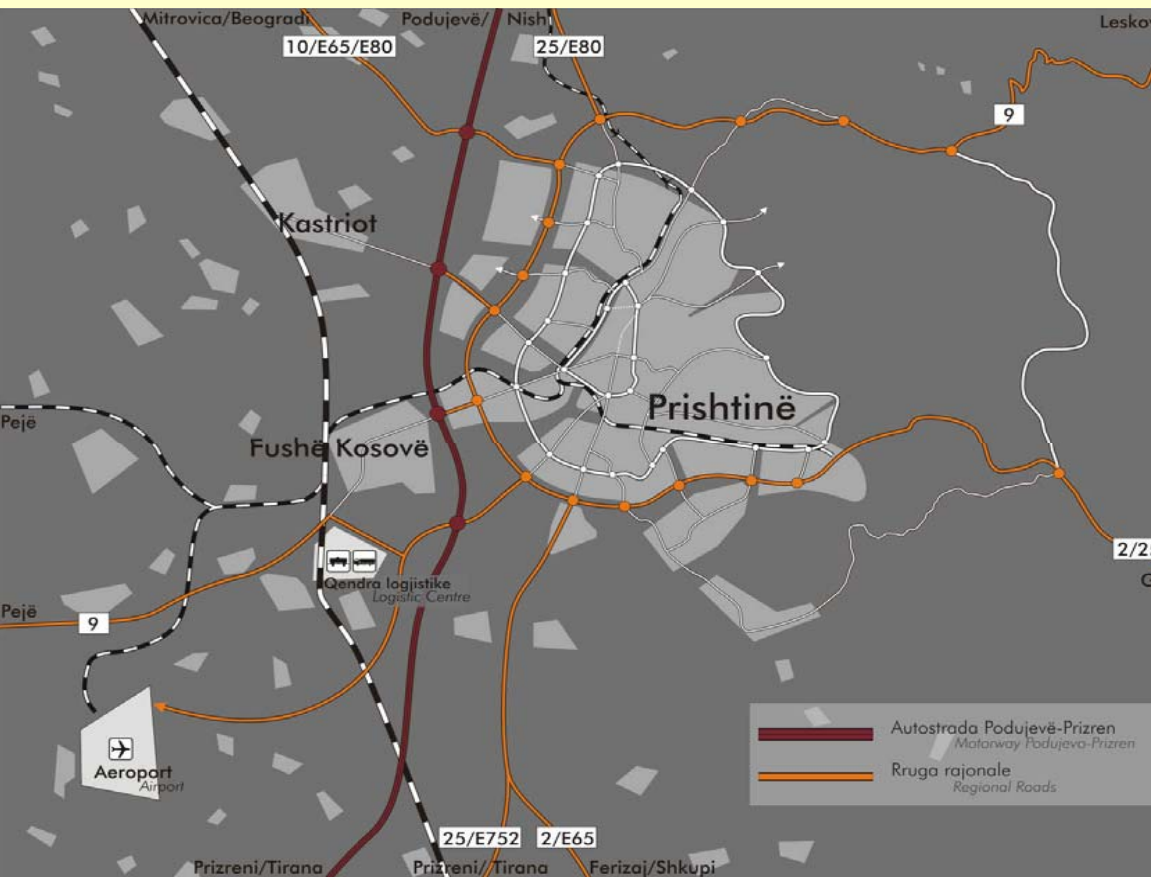 Mitrovica/Beogradi
Podujevë/ Nish
Leskov
10/E65/E80
25/E80
9
Kastriot
Prishtinë
Pejë
Fushë Kosovë
2/25
G
Qendra logjistike
Logistic Centre
Pejë
9
Aeroport
Airport
Autostrada Podujevë-Prizren
Motorway Podujeva-Prizren
Rruga rajonale
Regional Roads
25/E752
2/E65
Prizreni/Tirana
Prizreni/ Tirana
Ferizaj/Shkupi